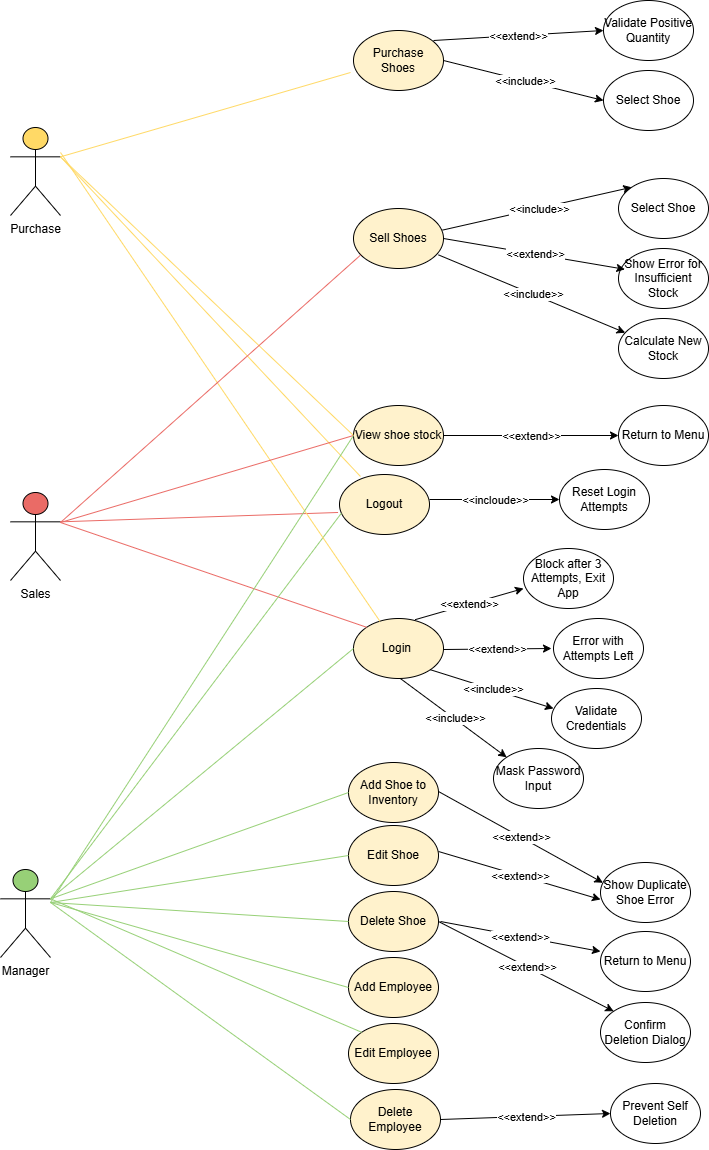 Validate Positive
Quantity
<<extend>>
Purchase
Shoes
<<include>>
Select Shoe
Purchase
Select Shoe
<<include>>
Sell Shoes
<<extend>>
Show Error for
Insufficient
Stock
<<include>>
Calculate New
Stock
View shoe stock
<<extend>>
Return to Menu
Logout
<<incloude>>
Reset Login
Attempts
Sales
Block after 3
Attempts, Exit
App
<<extend>>
Login
<<extend>>
Error with
Attempts Left
<<include>>
Validate
Credentials
<<include>>
Mask Password
Input
Add Shoe to
Inventory
<<extend>>
Edit Shoe
<<extend>>
Show Duplicate
Shoe Error
Manager
Delete Shoe
<<extend>>
Return to Menu
<<extend>>
Confirm
Deletion Dialog
Add Employee
Edit Employee
Delete
Employee
<<extend>>
Prevent Self
Deletion